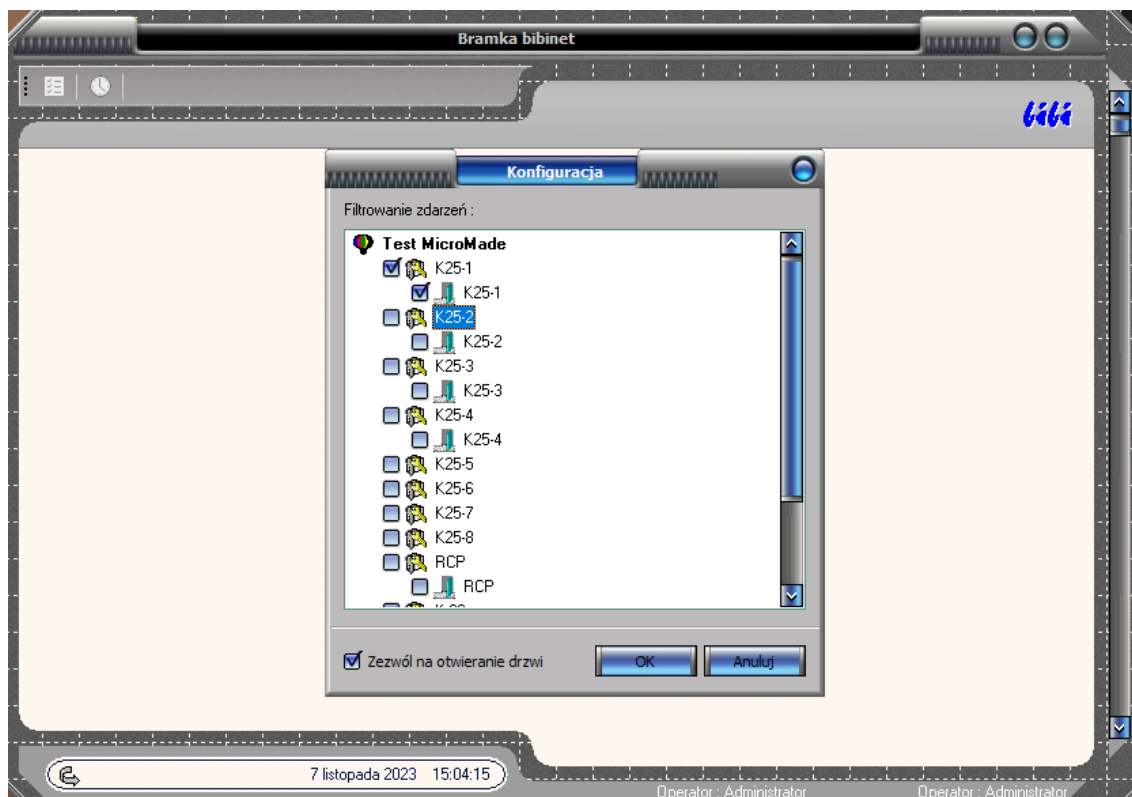 Bramka bibinet
bibi
Konfiguracja
Filtrowanie zdarzeń :
Test MicroMade
K25-1
K25-1
K25-2
K25-2
K25-3
K25-3
K25-4
K25-4
K25-5
K25-6
K25-7
K25-8
RCP
RCP
Zezwól na otwieranie drzwi OK Anuluj
7 listopada 2023 15:04:15
Operator : Administrator Operator : Administrator